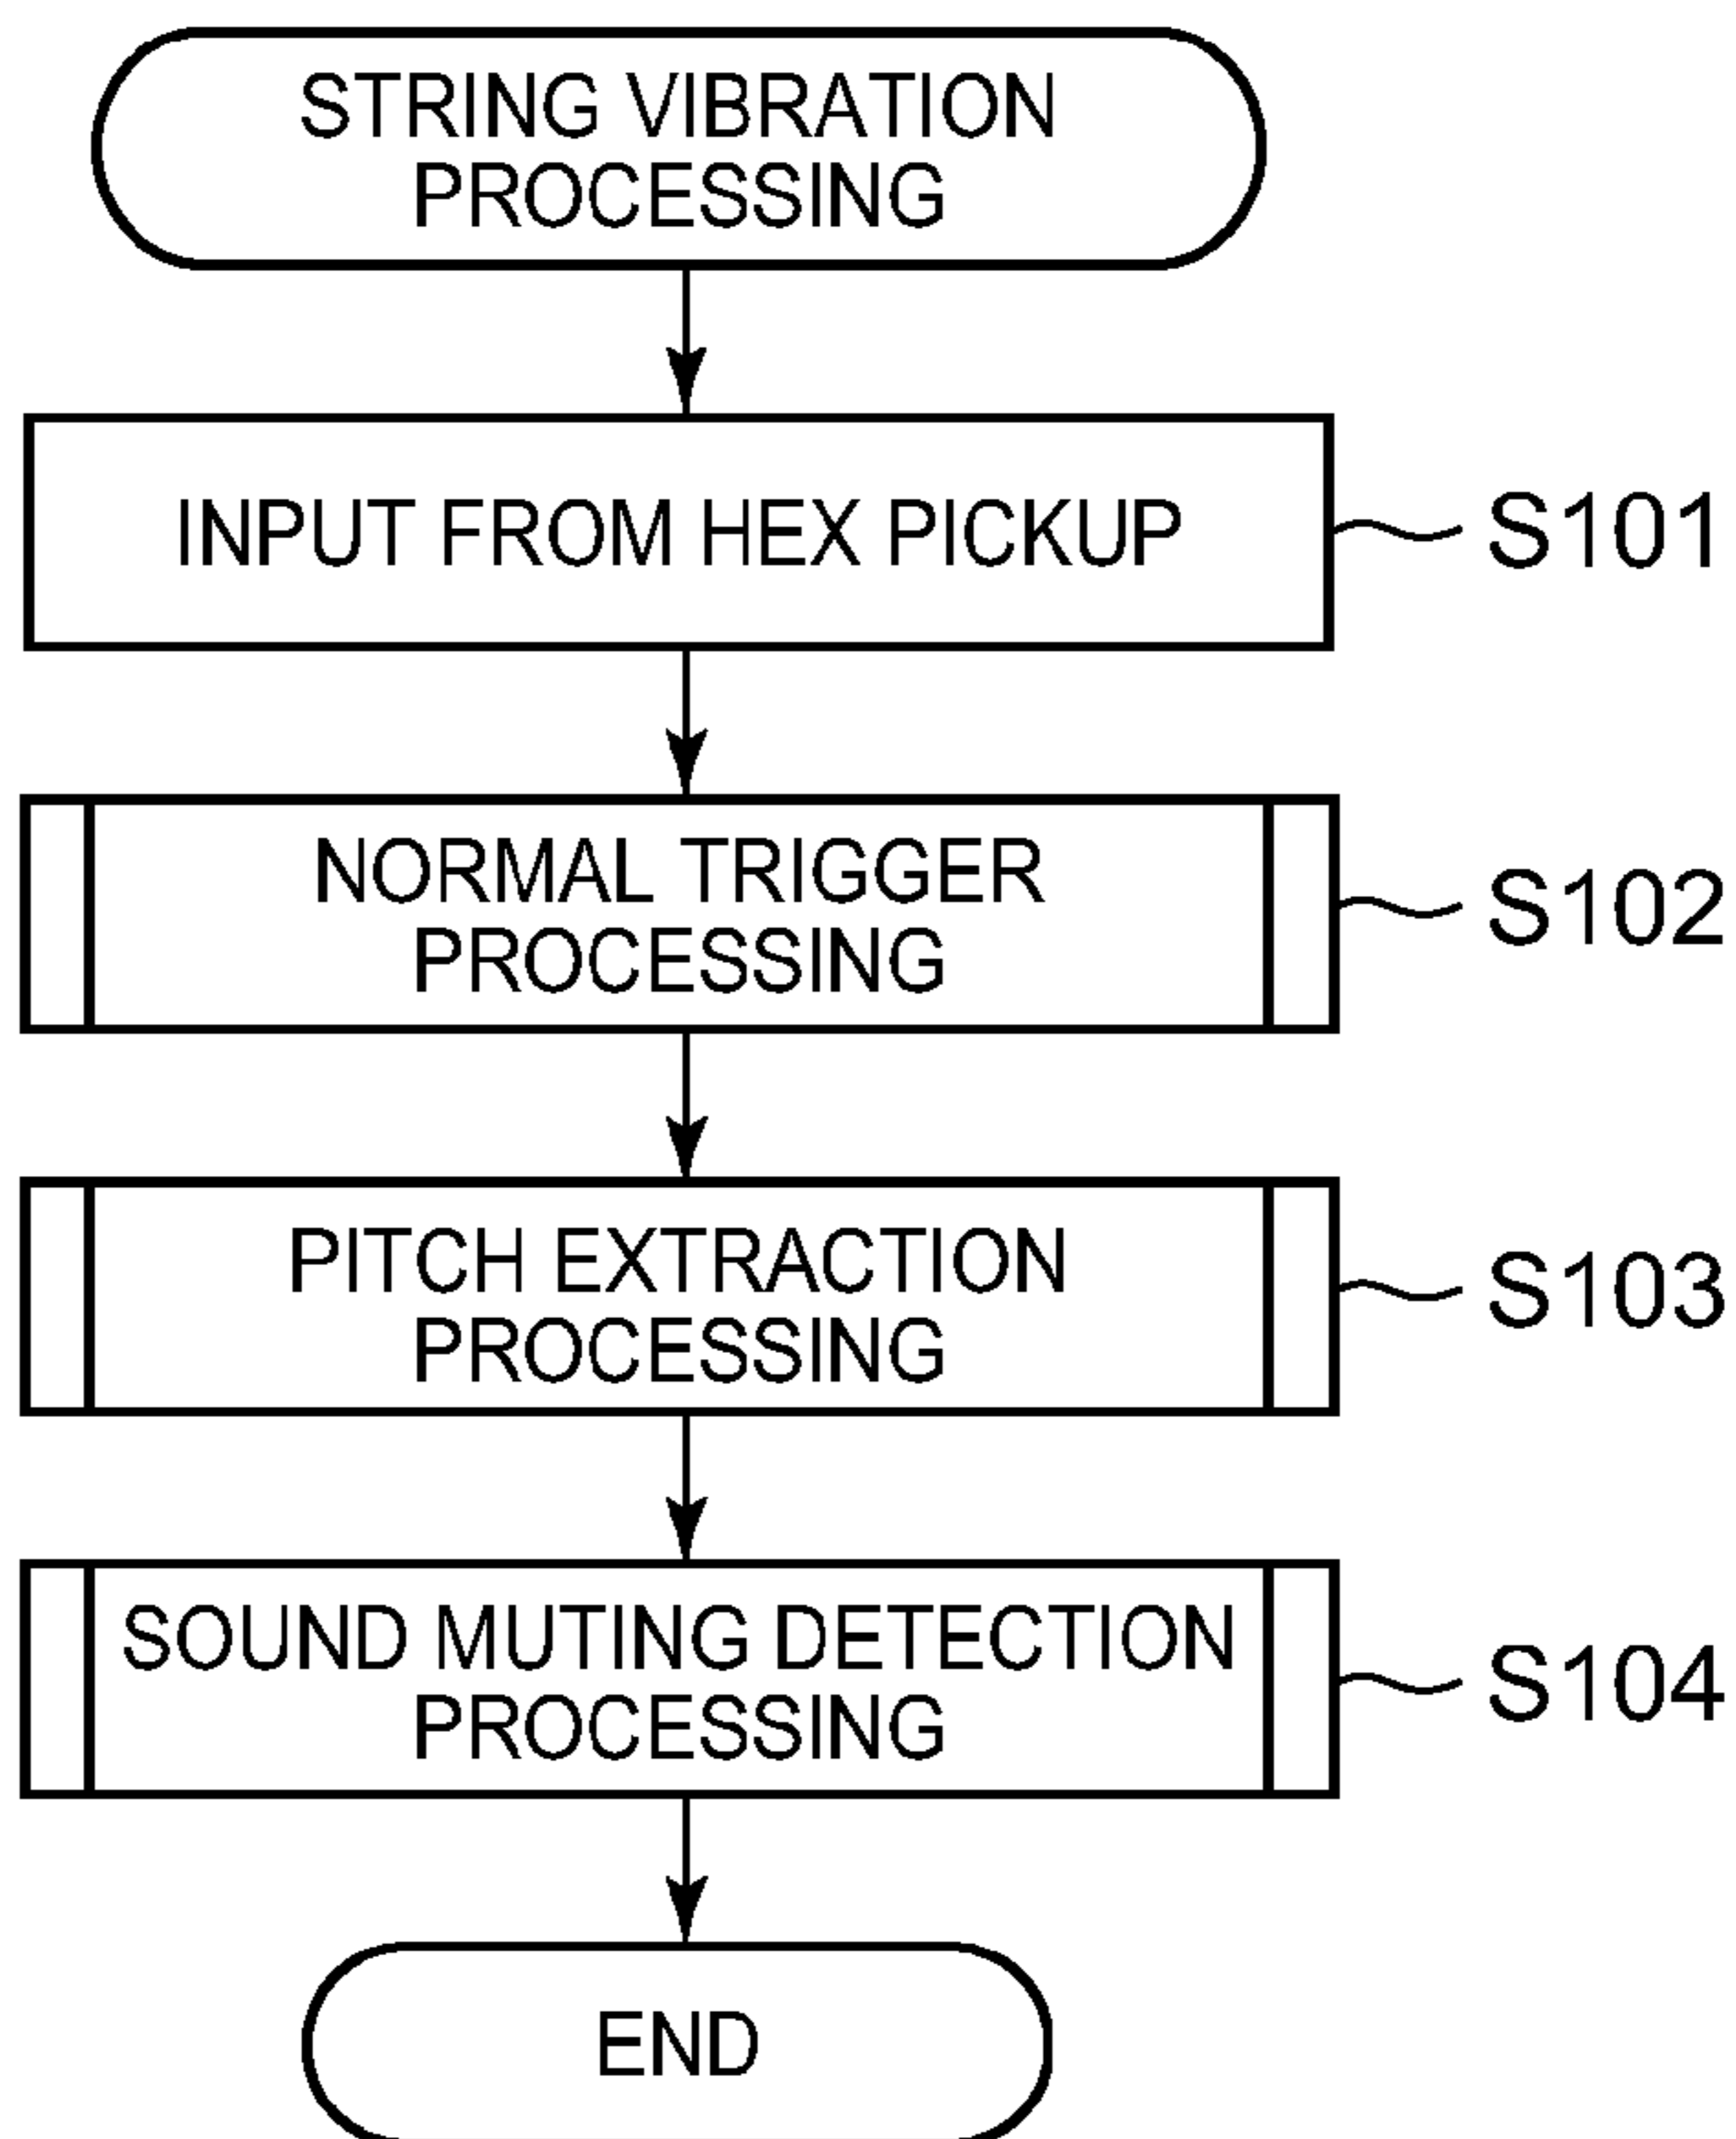 STRING VIBRATION
PROCESSING
INPUT FROM HEX PICKUP
S101
NORMAL TRIGGER
PROCESSING
S102
PITCH EXTRACTION
PROCESSING
S103
SOUND MUTING DETECTION
PROCESSING
S104
END